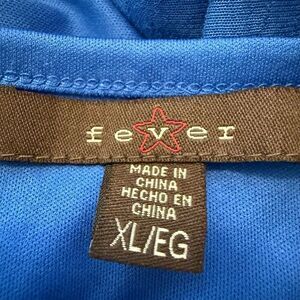 fever
MADE IN
CHINA
HECHO EN
CHINA
XL/EG